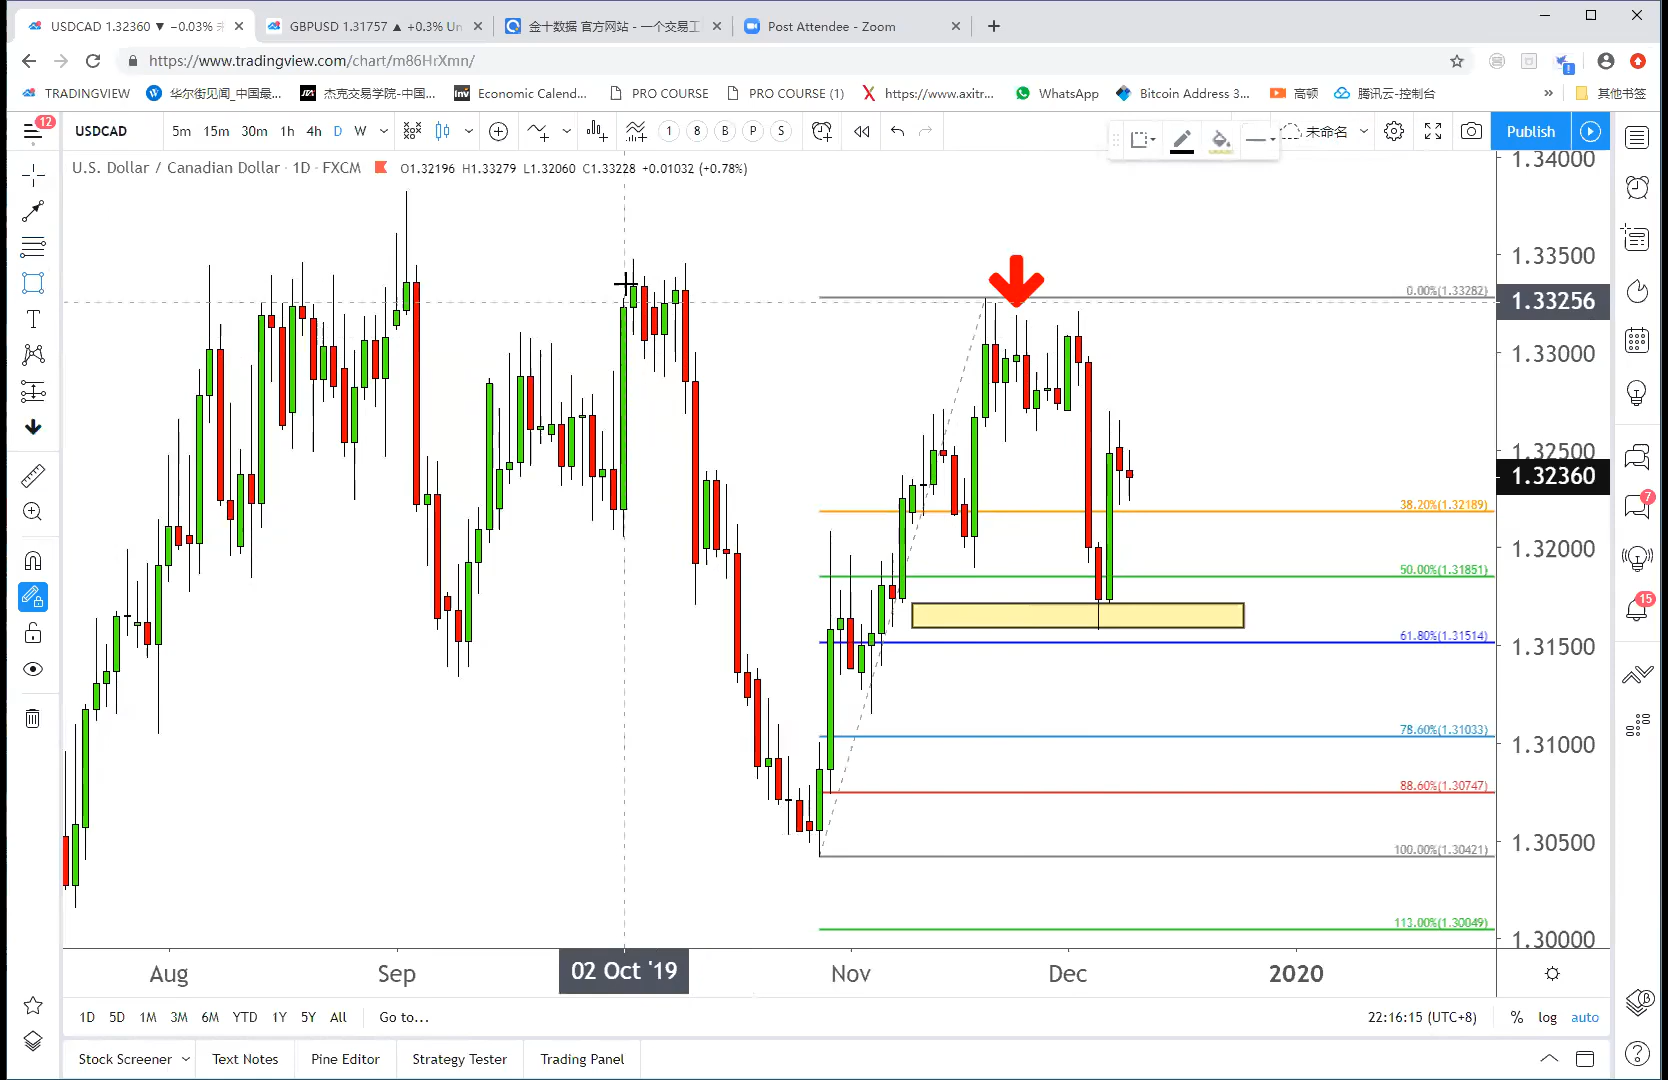 USDCAD 1.32360 ▼ −0.03%
GBPUSD 1.31757 ▲ +0.3% Un
金十数据 官方网站 - 一个交易工
Post Attendee - Zoom
https://www.tradingview.com/chart/m86HrXmn/
TRADINGVIEW
华尔街见闻_中国最...
杰克交易学院-中国...
Economic Calend...
PRO COURSE
PRO COURSE (1)
https://www.axitr...
WhatsApp
Bitcoin Address 3...
高顿
腾讯云-控制台
»
其他书签
12
USDCAD
5m 15m 30m 1h 4h D W
1 8 B P S
未命名
Publish
U.S. Dollar / Canadian Dollar · 1D · FXCM
O1.32196 H1.33279 L1.32060 C1.33228 +0.01032 (+0.78%)
1.34000
1.33500
0.00%(1.33282)
1.33256
1.33000
1.32500
1.32360
38.20%(1.32189)
7
1.32000
50.00%(1.31851)
15
61.80%(1.31514)
1.31500
78.60%(1.31033)
1.31000
88.60%(1.30747)
100.00%(1.30421)
1.30500
113.00%(1.30049)
1.30000
Aug Sep 02 Oct '19 Nov Dec 2020
1D 5D 1M 3M 6M YTD 1Y 5Y All Go to...
22:16:15 (UTC+8) % log auto
Stock Screener Text Notes Pine Editor Strategy Tester Trading Panel